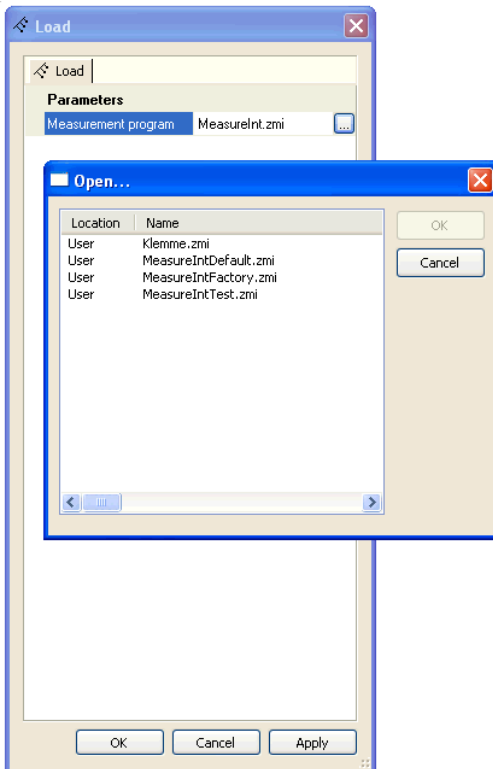 Load
Load
Parameters
Measurement program MeasureInt.zmi ...
Open...
Location Name
User Klemme.zmi
User MeasureIntDefault.zmi
User MeasureIntFactory.zmi
User MeasureIntTest.zmi
OK
Cancel
OK Cancel Apply